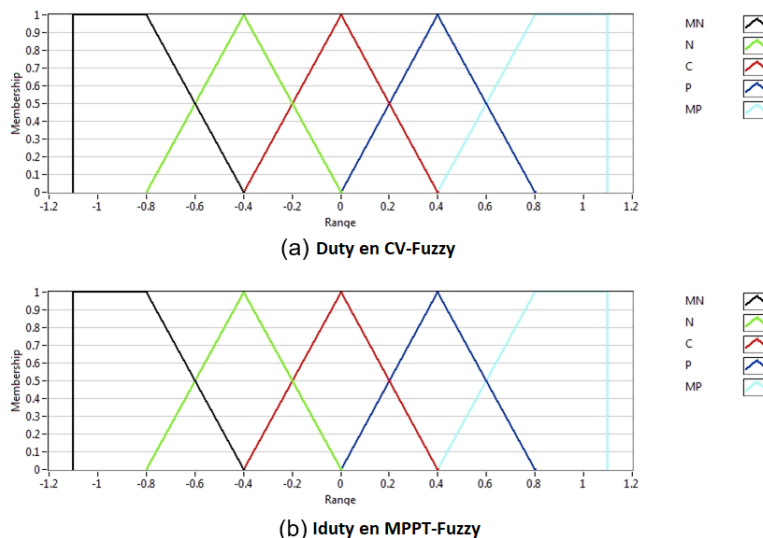 1
0.9
0.8
0.7
0.6
0.5
0.4
0.3
0.2
0.1
0
Membership
-1.2 -1 -0.8 -0.6 -0.4 -0.2 0 0.2 0.4 0.6 0.8 1 1.2
Range
MN
N
C
P
MP
(a) Duty en CV-Fuzzy
1
0.9
0.8
0.7
0.6
0.5
0.4
0.3
0.2
0.1
0
Membership
-1.2 -1 -0.8 -0.6 -0.4 -0.2 0 0.2 0.4 0.6 0.8 1 1.2
Range
MN
N
C
P
MP
(b) Iduty en MPPT-Fuzzy